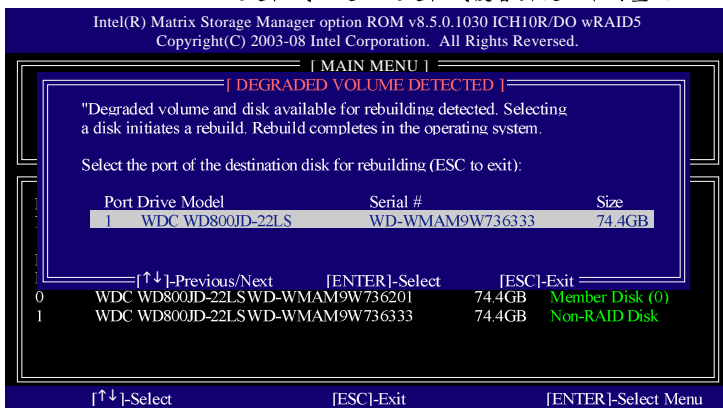 Intel(R) Matrix Storage Manager option ROM v8.5.0.1030 ICH10R/DO wRAID5
Copyright(C) 2003-08 Intel Corporation. All Rights Reversed.
[ MAIN MENU ]
[ DEGRADED VOLUME DETECTED ]
"Degraded volume and disk available for rebuilding detected. Selecting
a disk initiates a rebuild. Rebuild completes in the operating system.
Select the port of the destination disk for rebuilding (ESC to exit):
Port Drive Model Serial # Size
1 WDC WD800JD-22LS WD-WMAM9W736333 74.4GB
[↑↓]-Previous/Next [ENTER]-Select [ESC]-Exit
0 WDC WD800JD-22LS WD-WMAM9W736201 74.4GB Member Disk (0)
1 WDC WD800JD-22LS WD-WMAM9W736333 74.4GB Non-RAID Disk
[↑↓]-Select [ESC]-Exit [ENTER]-Select Menu